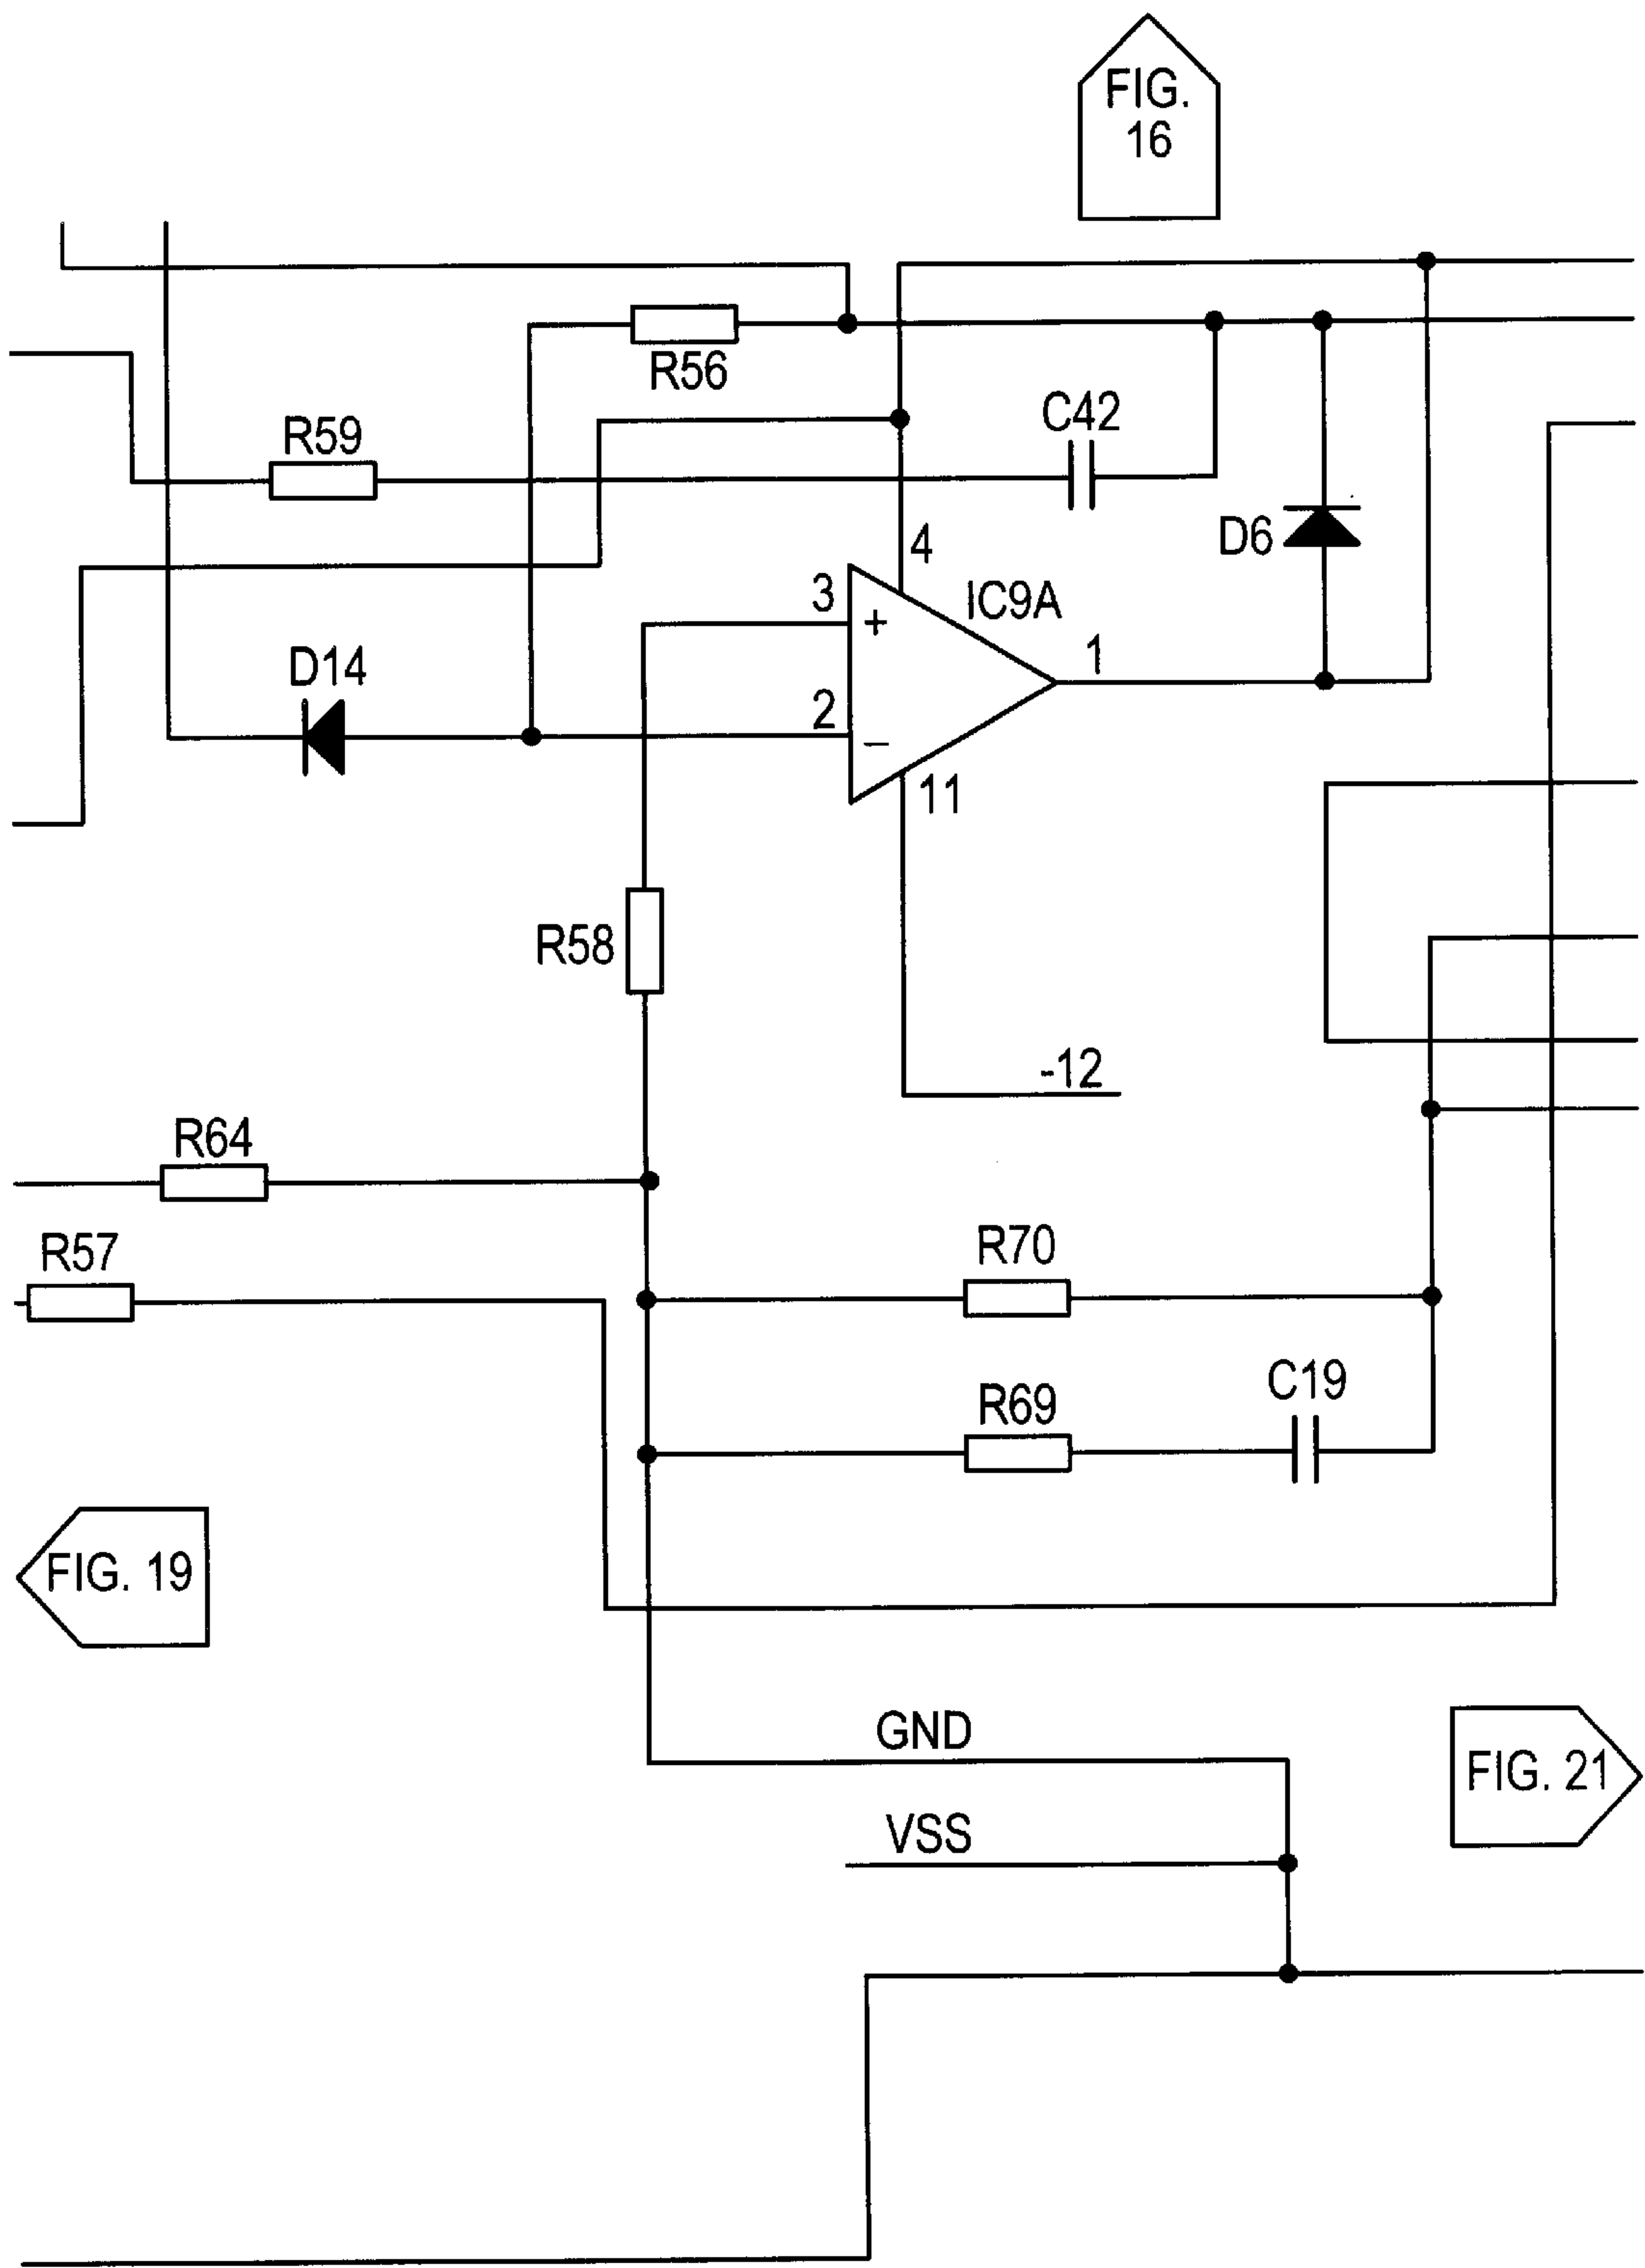 FIG.
16
R56
C42
R59
4
D6
3
IC9A
+
1
D14
2
–
11
R58
-12
R64
R57
R70
C19
R69
FIG. 19
GND
FIG. 21
VSS